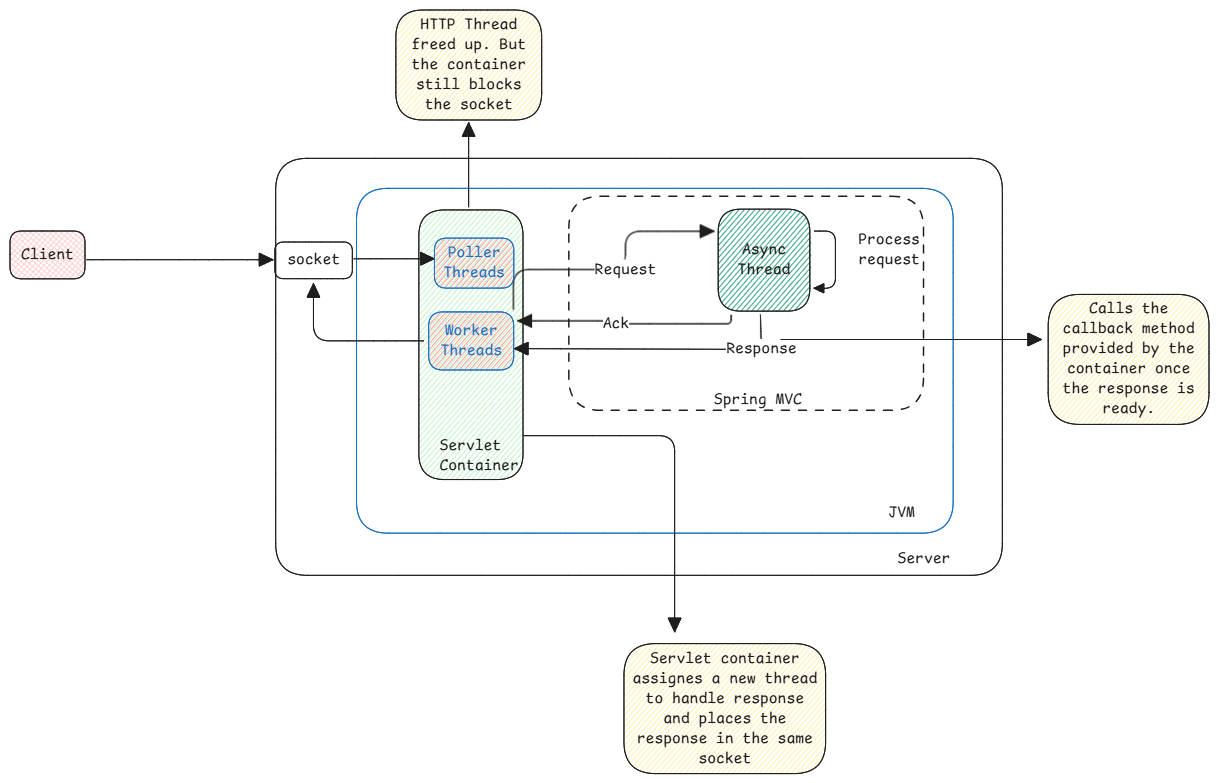 HTTP Thread
freed up. But
the container
still blocks
the socket
Client
socket
Poller
Threads
Worker
Threads
Servlet
Container
Request
Async
Thread
Process
request
Ack
Response
Spring MVC
JVM
Server
Calls the
callback method
provided by the
container once
the response is
ready.
Servlet container
assignes a new thread
to handle response
and places the
response in the same
socket